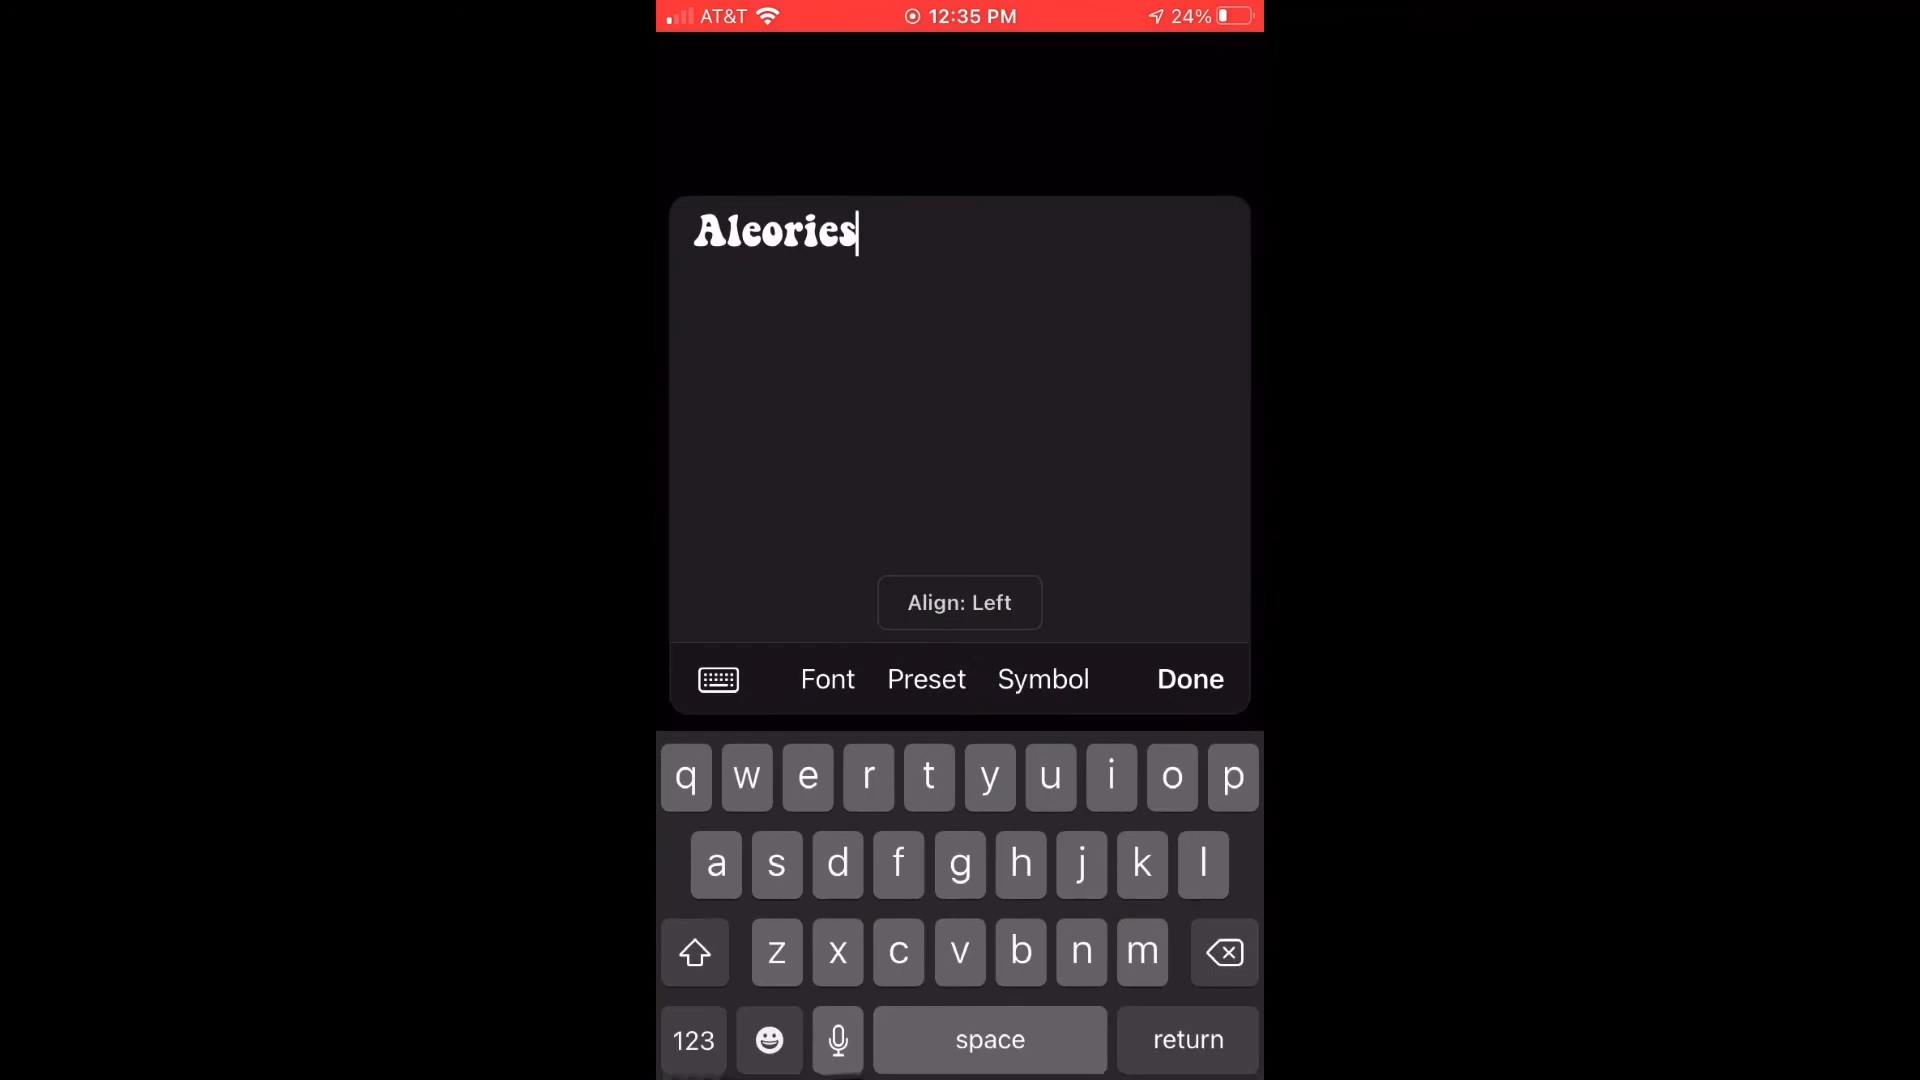 AT&T 12:35 PM 24%
Aleories
Align: Left
Font Preset Symbol Done
q w e r t y u i o p
a s d f g h j k l
z x c v b n m
123 space return